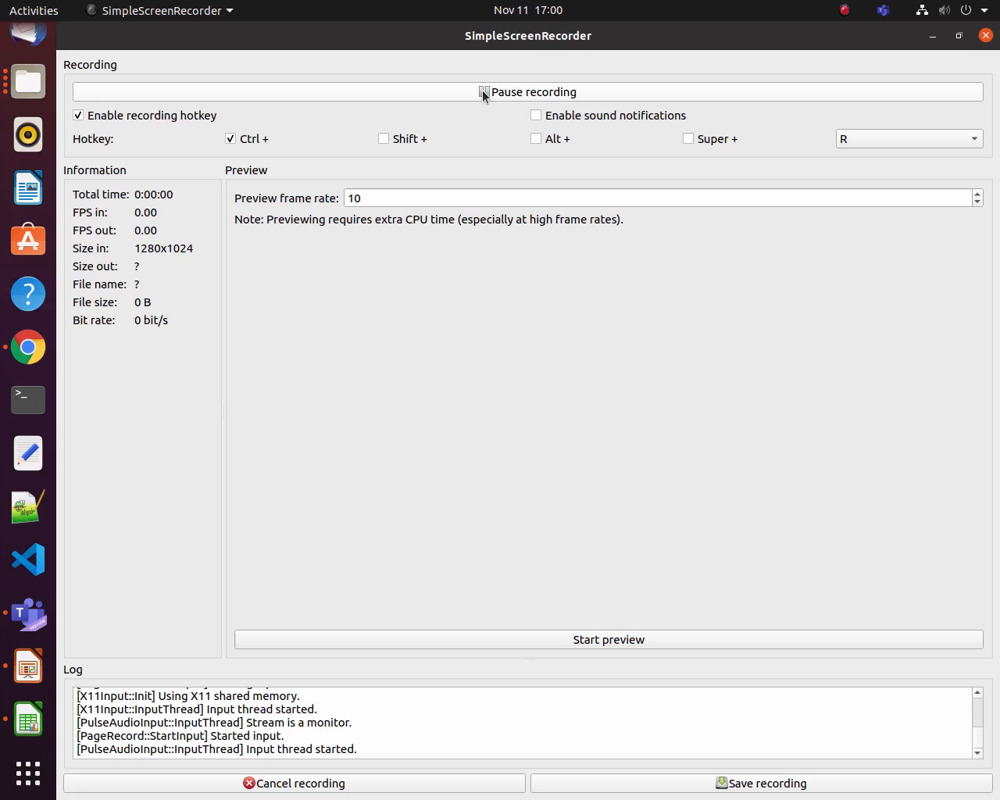 Activities
SimpleScreenRecorder
Nov 11 17:00
SimpleScreenRecorder
Recording
Pause recording
Enable recording hotkey
Enable sound notifications
Hotkey:
Ctrl +
Shift +
Alt +
Super +
R
Information
Total time: 0:00:00
FPS in: 0.00
FPS out: 0.00
Size in: 1280x1024
Size out: ?
File name: ?
File size: 0 B
Bit rate: 0 bit/s
Preview
Preview frame rate: 10
Note: Previewing requires extra CPU time (especially at high frame rates).
Start preview
Log
[X11Input::Init] Using X11 shared memory.
[X11Input::InputThread] Input thread started.
[PulseAudioInput::InputThread] Stream is a monitor.
[PageRecord::StartInput] Started input.
[PulseAudioInput::InputThread] Input thread started.
Cancel recording
Save recording